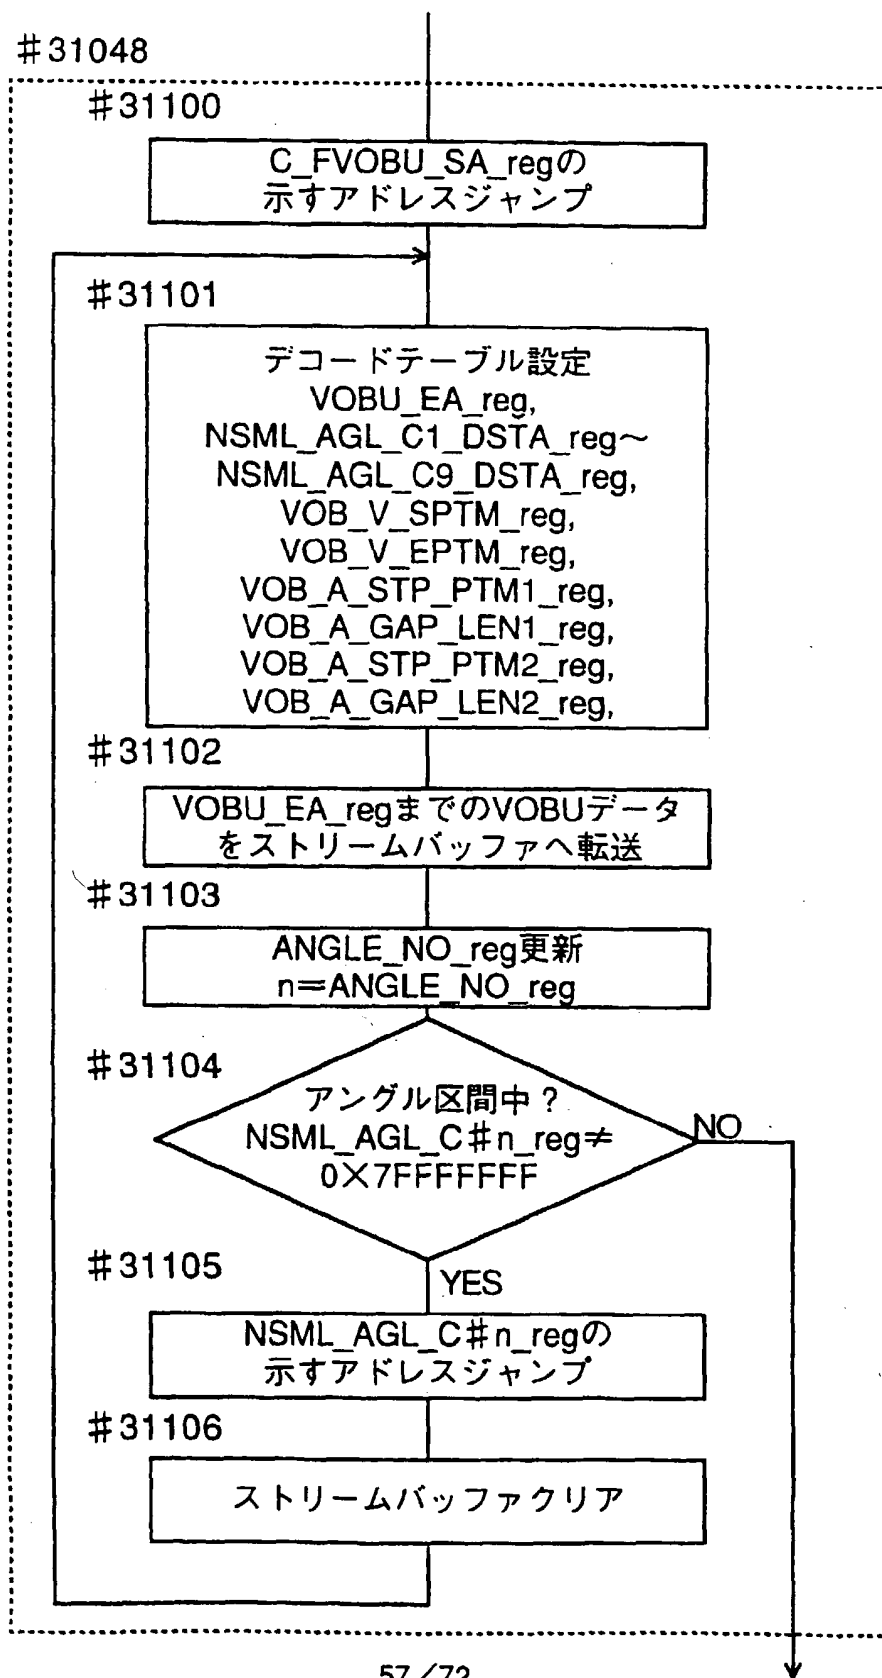 #31048
#31100
C_FVOBU_SA_regの
示すアドレスジャンプ
#31101
デコードテーブル設定
VOBU_EA_reg,
NSML_AGL_C1_DSTA_reg~
NSML_AGL_C9_DSTA_reg,
VOB_V_SPTM_reg,
VOB_V_EPTM_reg,
VOB_A_STP_PTM1_reg,
VOB_A_GAP_LEN1_reg,
VOB_A_STP_PTM2_reg,
VOB_A_GAP_LEN2_reg,
#31102
VOBU_EA_regまでのVOBUデータ
をストリームバッファへ転送
#31103
ANGLE_NO_reg更新
n=ANGLE_NO_reg
#31104
アングル区間中?
NSML_AGL_C#n_reg≠
0×7FFFFFFF
NO
#31105
YES
NSML_AGL_C#n_regの
示すアドレスジャンプ
#31106
ストリームバッファクリア
57/72